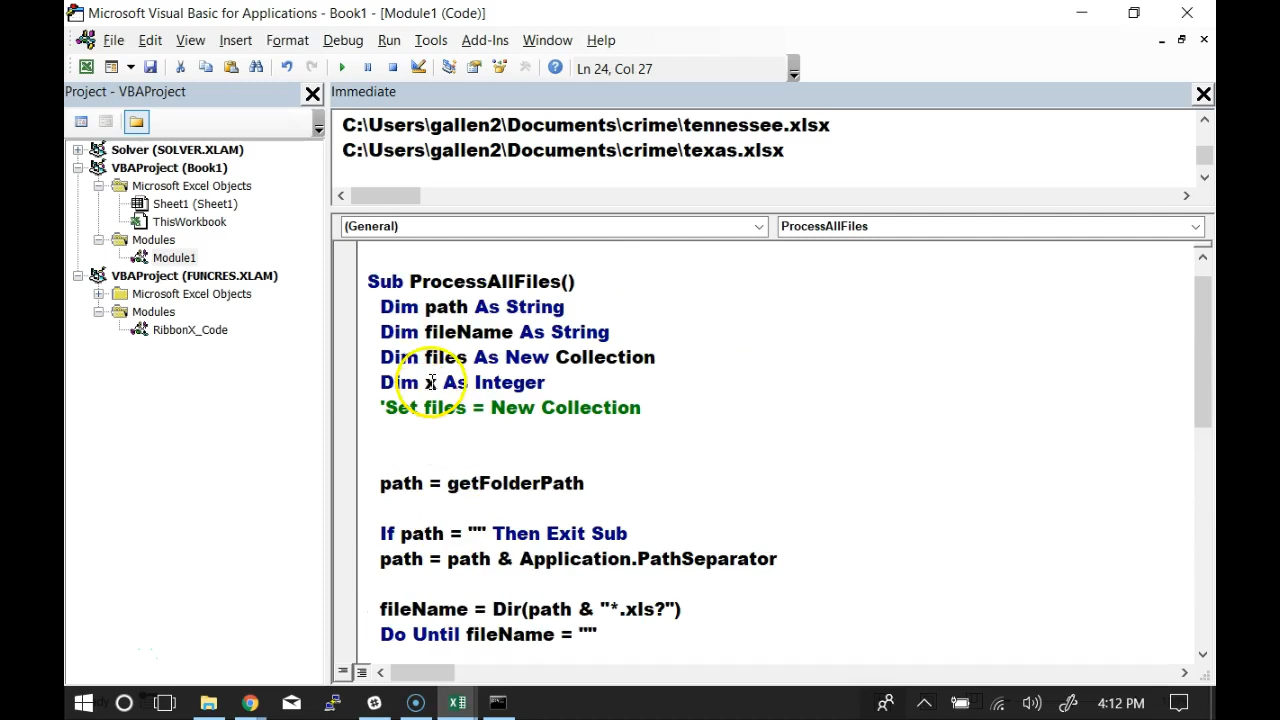 Microsoft Visual Basic for Applications - Book1 - [Module1 (Code)]
File Edit View Insert Format Debug Run Tools Add-Ins Window Help
Ln 24, Col 27
Project - VBAProject
Solver (SOLVER.XLAM)
VBAProject (Book1)
Microsoft Excel Objects
Sheet1 (Sheet1)
ThisWorkbook
Modules
Module1
VBAProject (FUNCRES.XLAM)
Microsoft Excel Objects
Modules
RibbonX_Code
Immediate
C:\Users\gallen2\Documents\crime\tennessee.xlsx
C:\Users\gallen2\Documents\crime\texas.xlsx
(General)
ProcessAllFiles
Sub ProcessAllFiles()
Dim path As String
Dim fileName As String
Dim files As New Collection
Dim x As Integer
'Set files = New Collection
path = getFolderPath
If path = "" Then Exit Sub
path = path & Application.PathSeparator
fileName = Dir(path & "*.xls?")
Do Until fileName = ""
4:12 PM